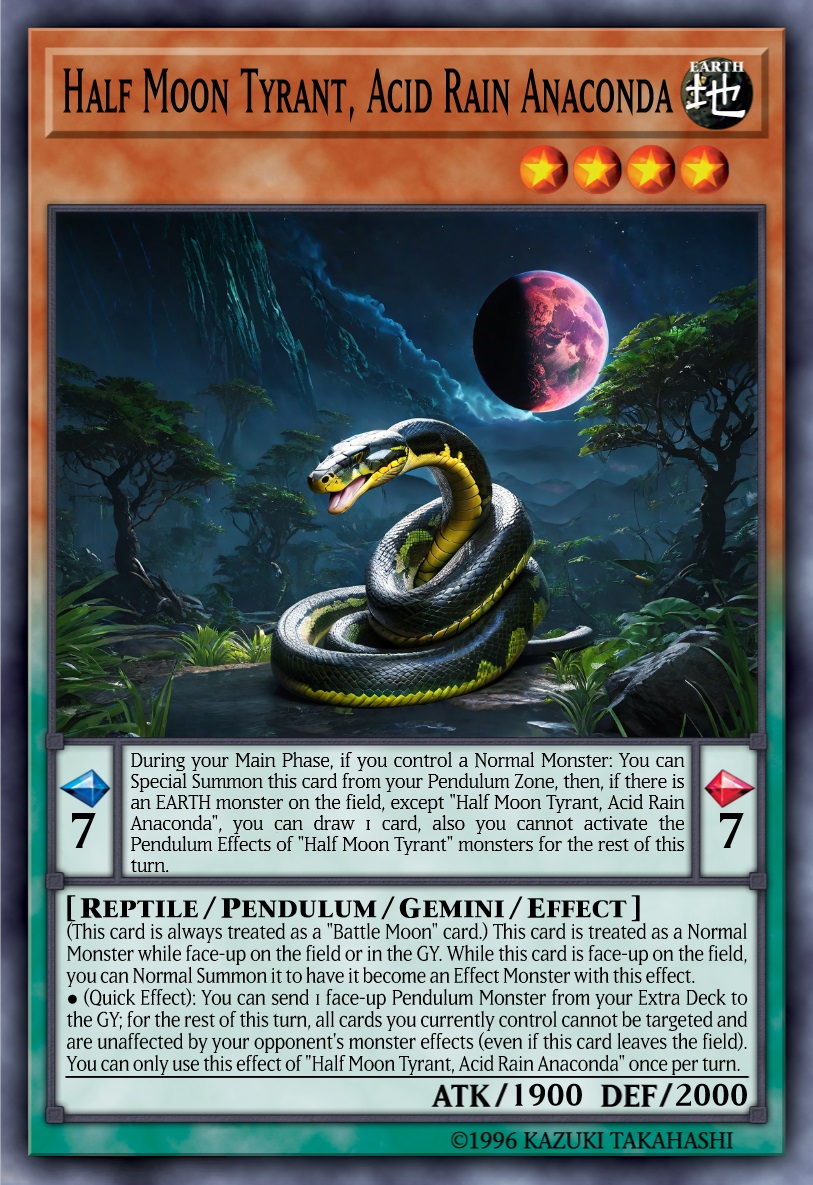 Half Moon Tyrant, Acid Rain Anaconda
EARTH
地
During your Main Phase, if you control a Normal Monster: You can
Special Summon this card from your Pendulum Zone, then, if there is
an EARTH monster on the field, except "Half Moon Tyrant, Acid Rain
Anaconda", you can draw 1 card, also you cannot activate the
Pendulum Effects of "Half Moon Tyrant" monsters for the rest of this
turn.
7
7
[ Reptile / Pendulum / Gemini / Effect ]
(This card is always treated as a "Battle Moon" card.) This card is treated as a Normal
Monster while face-up on the field or in the GY. While this card is face-up on the field,
you can Normal Summon it to have it become an Effect Monster with this effect.
● (Quick Effect): You can send 1 face-up Pendulum Monster from your Extra Deck to
the GY; for the rest of this turn, all cards you currently control cannot be targeted and
are unaffected by your opponent's monster effects (even if this card leaves the field).
You can only use this effect of "Half Moon Tyrant, Acid Rain Anaconda" once per turn.
ATK/1900 DEF/2000
©1996 KAZUKI TAKAHASHI